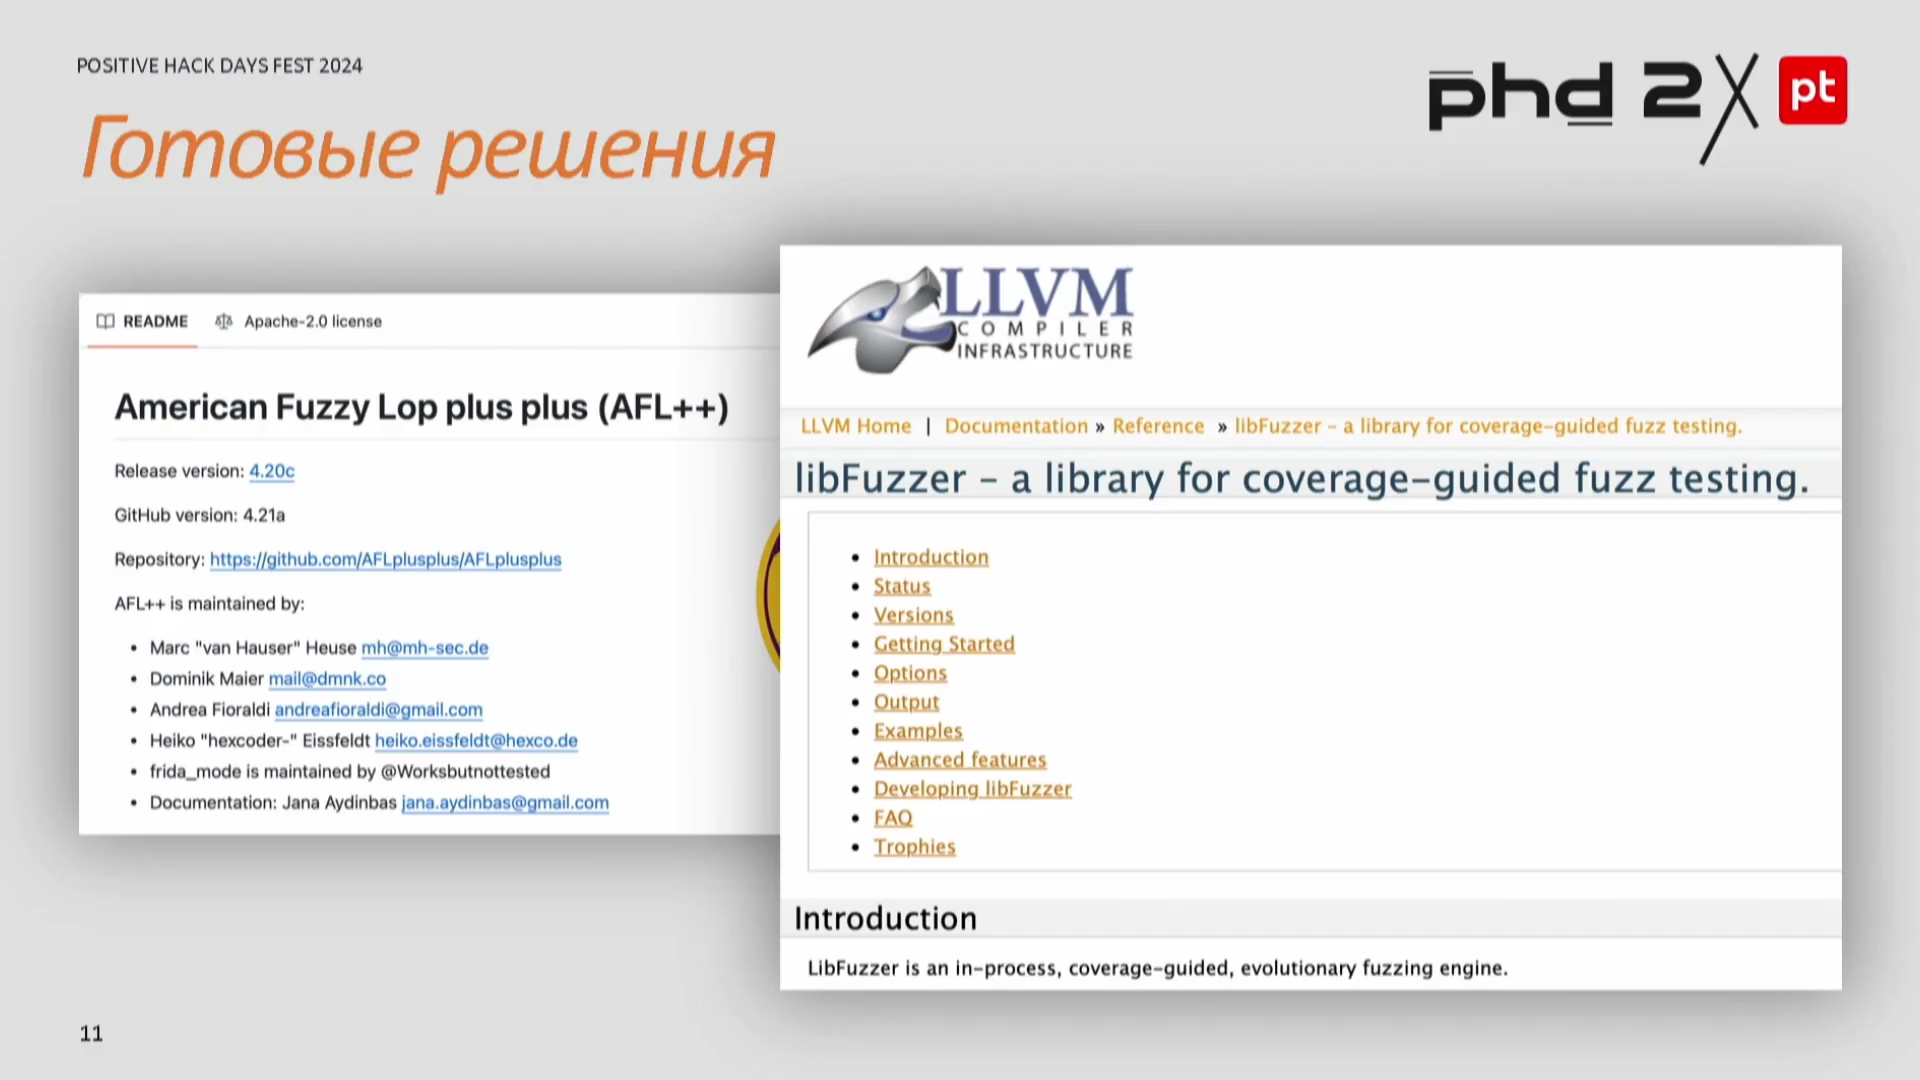 POSITIVE HACK DAYS FEST 2024
phd 2 pt
Готовые решения
README Apache-2.0 license
American Fuzzy Lop plus plus (AFL++)
Release version: 4.20c
GitHub version: 4.21a
Repository: https://github.com/AFLplusplus/AFLplusplus
AFL++ is maintained by:
• Marc "van Hauser" Heuse mh@mh-sec.de
• Dominik Maier mail@dmnk.co
• Andrea Fioraldi andreafioraldi@gmail.com
• Heiko "hexcoder-" Eissfeldt heiko.eissfeldt@hexco.de
• frida_mode is maintained by @Worksbutnottested
• Documentation: Jana Aydinbas jana.aydinbas@gmail.com
LLVM
COMPILER
INFRASTRUCTURE
LLVM Home | Documentation » Reference » libFuzzer – a library for coverage-guided fuzz testing.
libFuzzer – a library for coverage-guided fuzz testing.
• Introduction
• Status
• Versions
• Getting Started
• Options
• Output
• Examples
• Advanced features
• Developing libFuzzer
• FAQ
• Trophies
Introduction
LibFuzzer is an in-process, coverage-guided, evolutionary fuzzing engine.
11